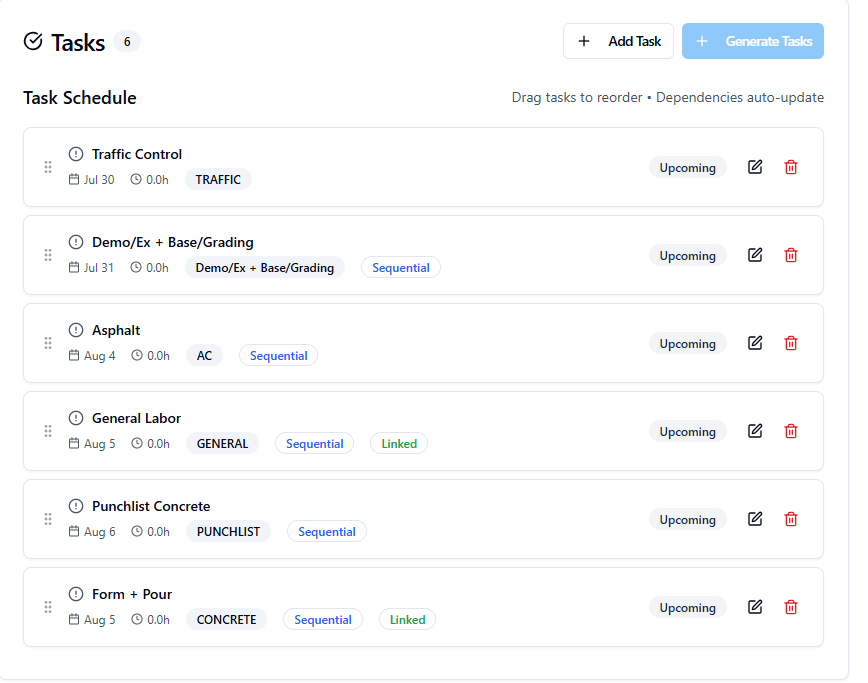 Tasks 6 + Add Task + Generate Tasks
Task Schedule Drag tasks to reorder • Dependencies auto-update
Traffic Control
Jul 30 0.0h TRAFFIC Upcoming
Demo/Ex + Base/Grading
Jul 31 0.0h Demo/Ex + Base/Grading Sequential Upcoming
Asphalt
Aug 4 0.0h AC Sequential Upcoming
General Labor
Aug 5 0.0h GENERAL Sequential Linked Upcoming
Punchlist Concrete
Aug 6 0.0h PUNCHLIST Sequential Upcoming
Form + Pour
Aug 5 0.0h CONCRETE Sequential Linked Upcoming